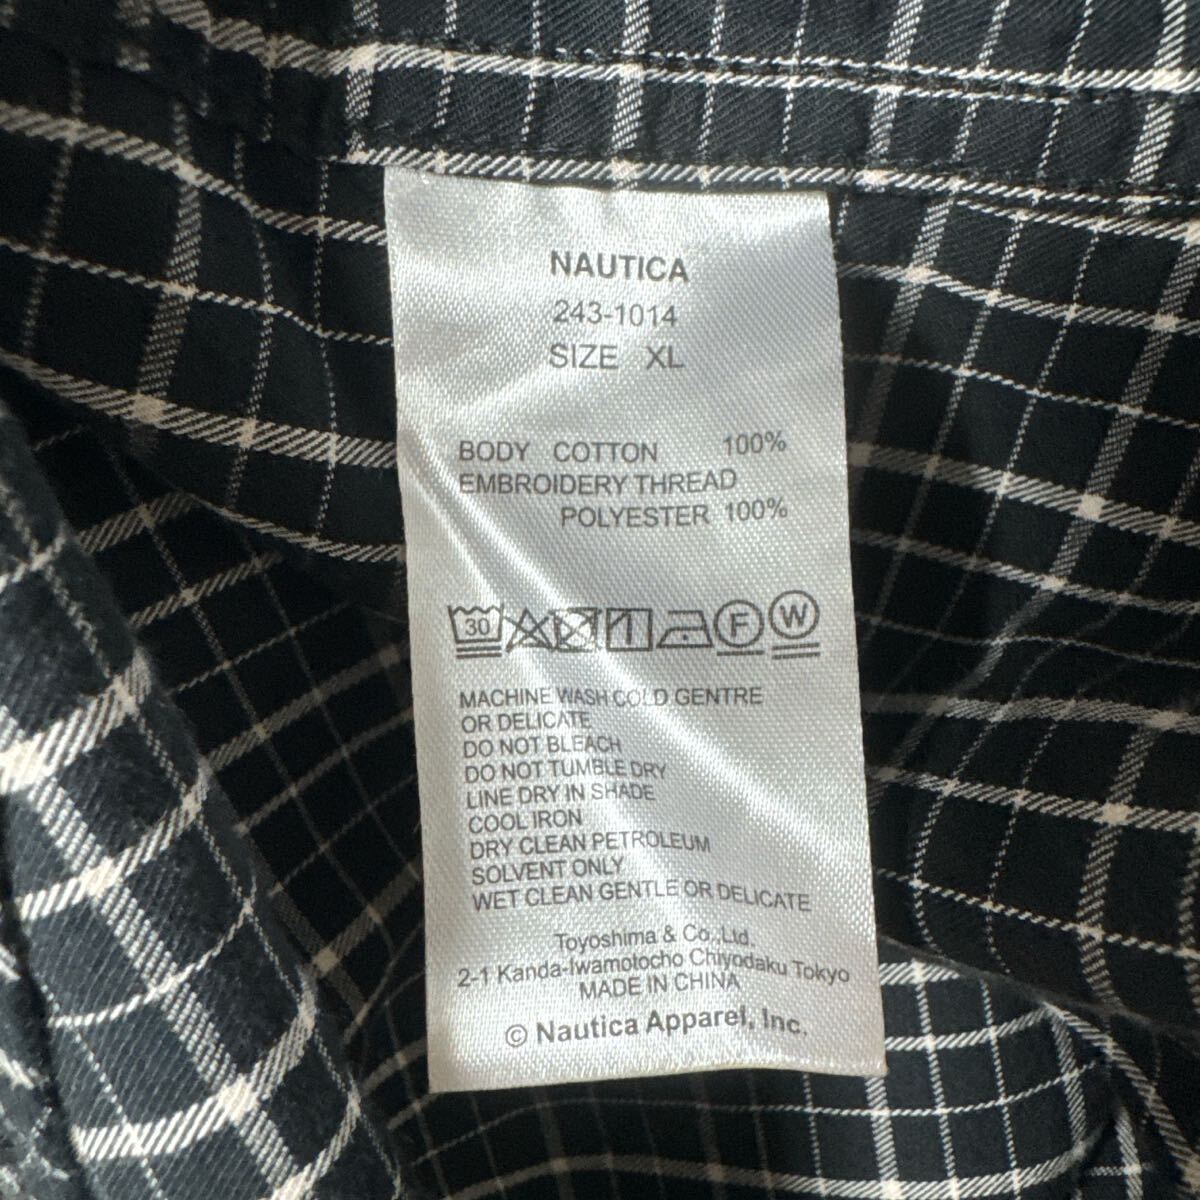 NAUTICA
243-1014
SIZE XL
BODY COTTON 100%
EMBROIDERY THREAD
POLYESTER 100%
30 F W
MACHINE WASH COLD GENTRE
OR DELICATE
DO NOT BLEACH
DO NOT TUMBLE DRY
LINE DRY IN SHADE
COOL IRON
DRY CLEAN PETROLEUM
SOLVENT ONLY
WET CLEAN GENTLE OR DELICATE
Toyoshima & Co.,Ltd.
2-1 Kanda-Iwamotocho Chiyodaku Tokyo
MADE IN CHINA
© Nautica Apparel, Inc.